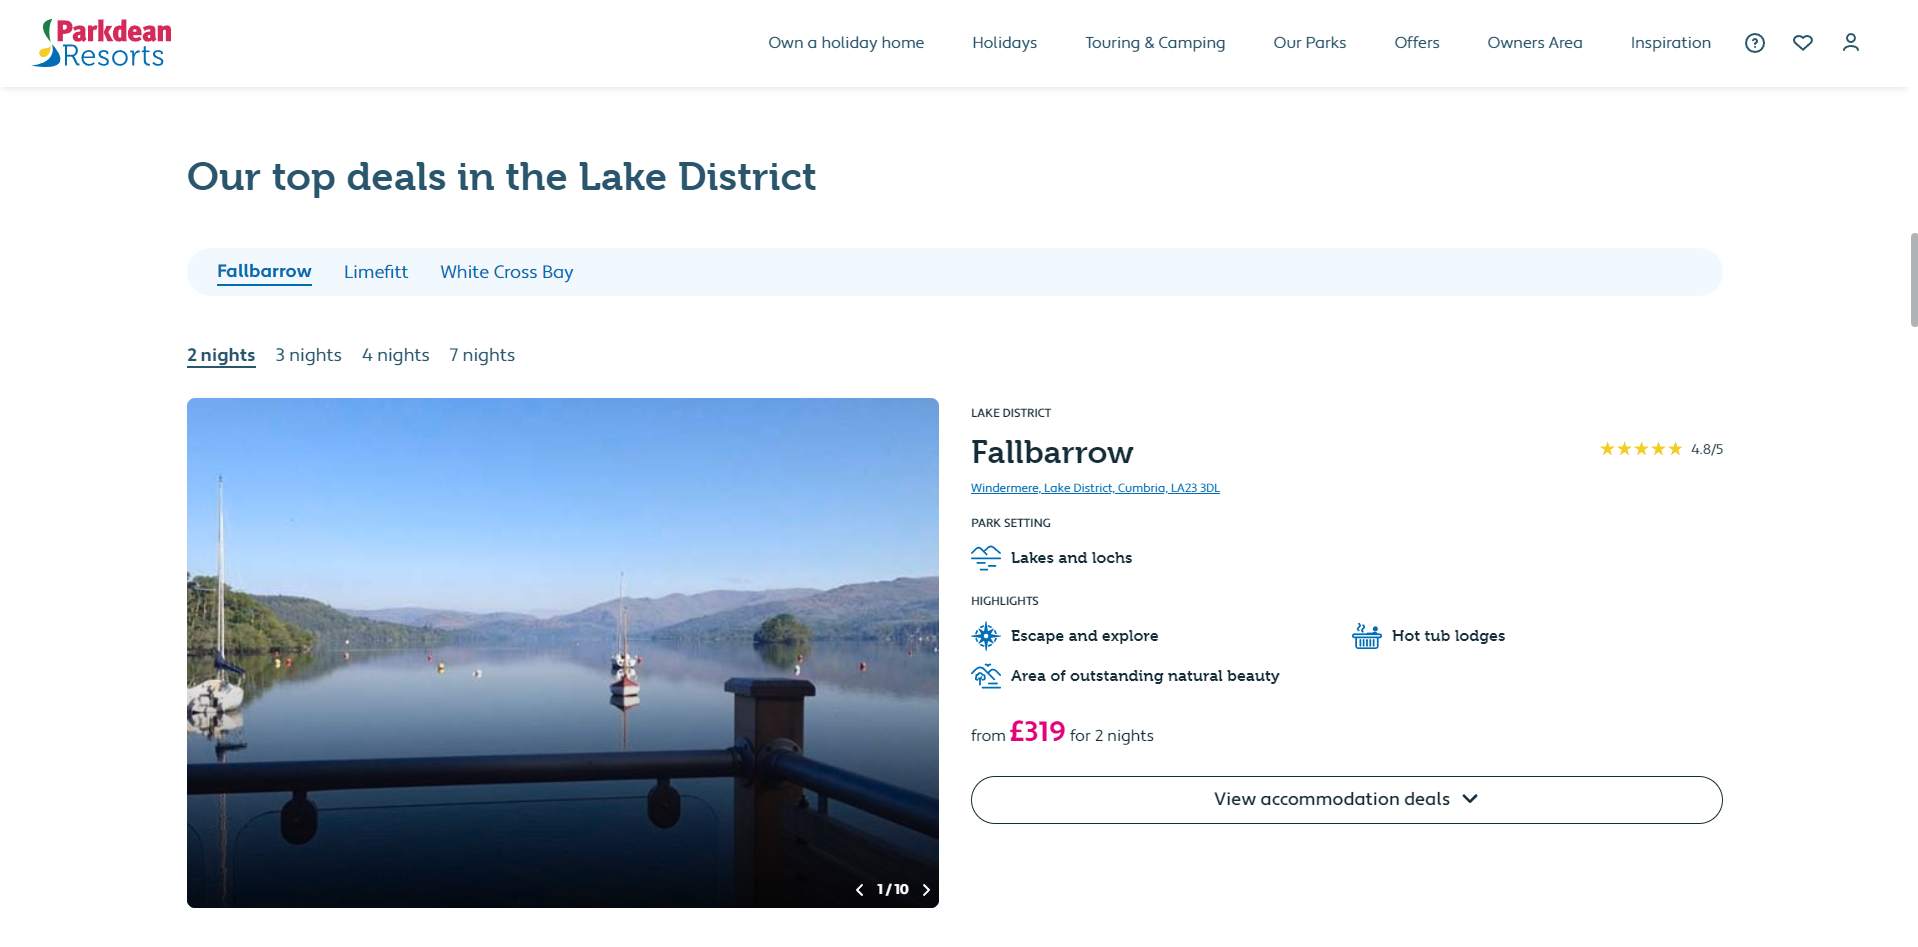 Parkdean
Resorts
Own a holiday home Holidays Touring & Camping Our Parks Offers Owners Area Inspiration
Our top deals in the Lake District
Fallbarrow Limefitt White Cross Bay
2 nights 3 nights 4 nights 7 nights
LAKE DISTRICT
Fallbarrow 4.8/5
Windermere, Lake District, Cumbria, LA23 3DL
PARK SETTING
Lakes and lochs
HIGHLIGHTS
Escape and explore Hot tub lodges
Area of outstanding natural beauty
from £319 for 2 nights
View accommodation deals
1 / 10